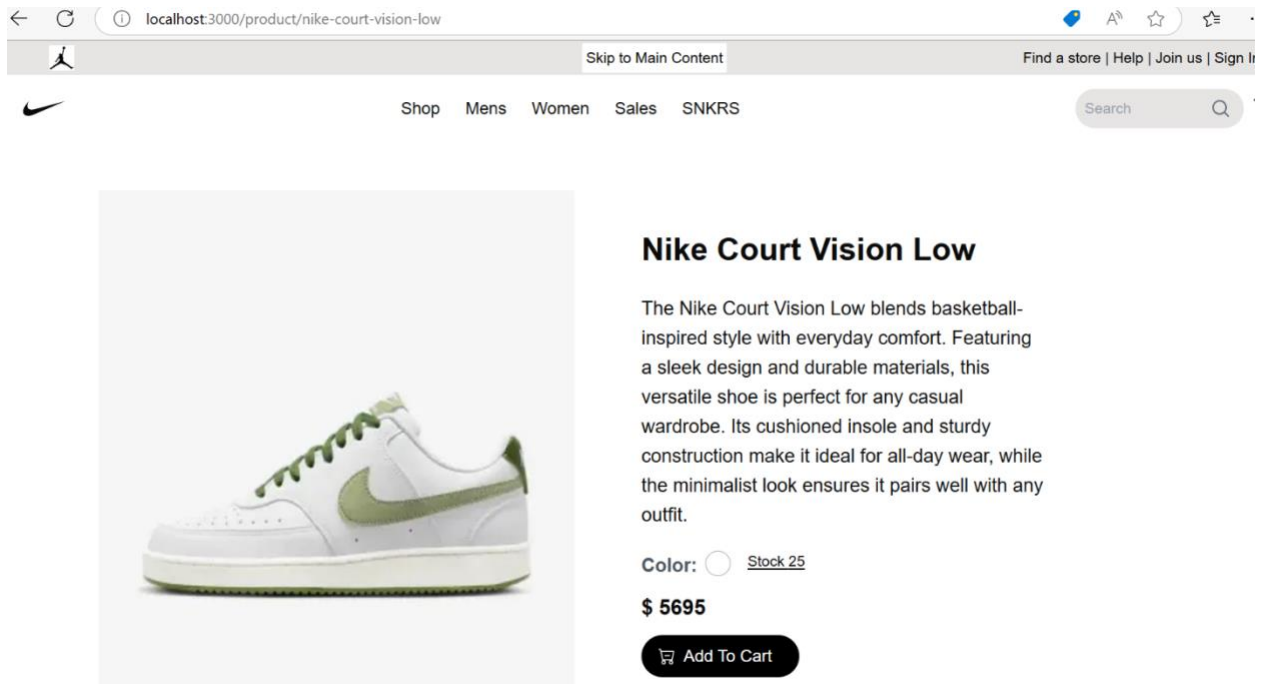 localhost:3000/product/nike-court-vision-low
Skip to Main Content
Find a store | Help | Join us | Sign
Shop Mens Women Sales SNKRS
Search
Nike Court Vision Low
The Nike Court Vision Low blends basketball-
inspired style with everyday comfort. Featuring
a sleek design and durable materials, this
versatile shoe is perfect for any casual
wardrobe. Its cushioned insole and sturdy
construction make it ideal for all-day wear, while
the minimalist look ensures it pairs well with any
outfit.
Color: Stock 25
$ 5695
Add To Cart